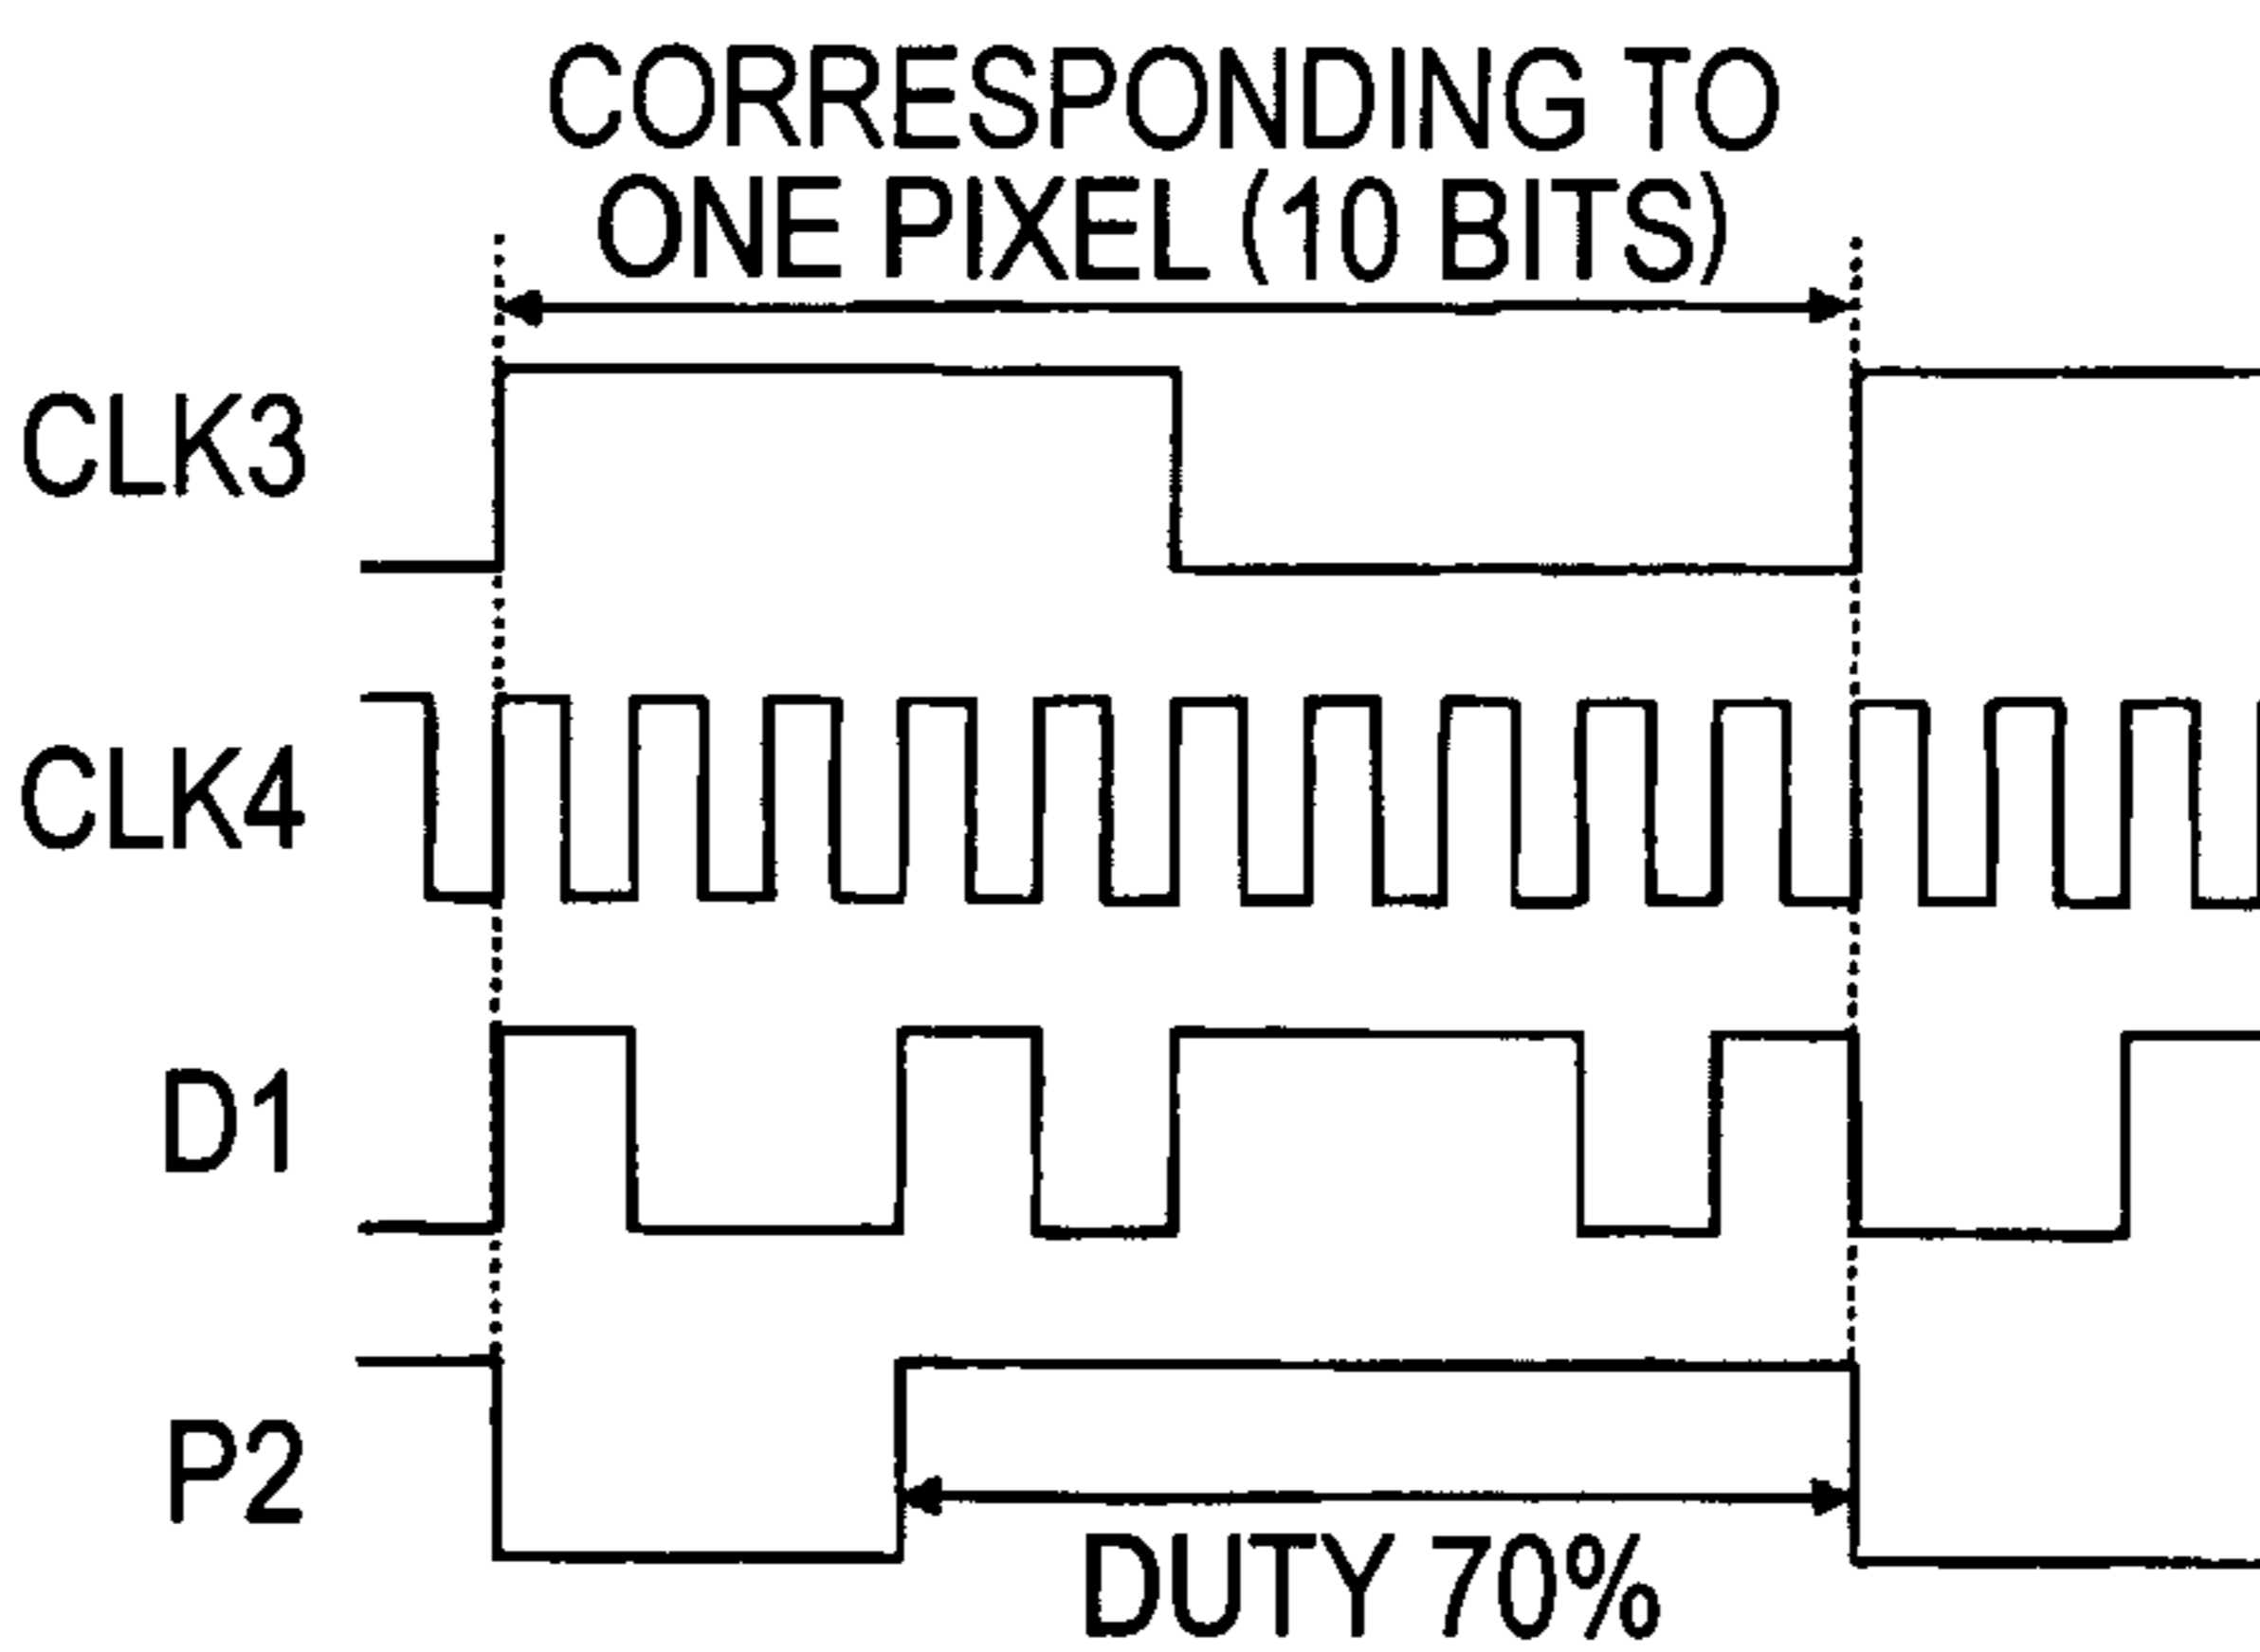 CORRESPONDING TO
ONE PIXEL (10 BITS)
CLK3
CLK4
D1
P2
DUTY 70%